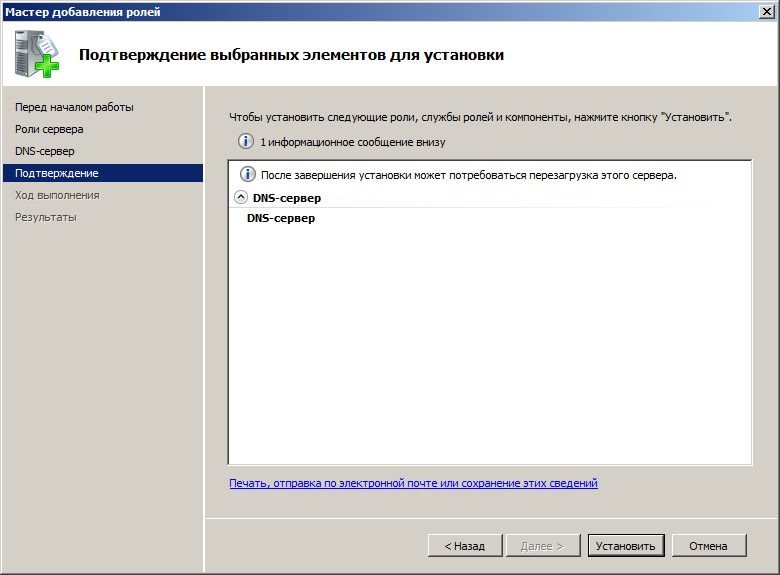 Мастер добавления ролей
Подтверждение выбранных элементов для установки
Перед началом работы
Роли сервера
DNS-сервер
Подтверждение
Ход выполнения
Результаты
Чтобы установить следующие роли, службы ролей и компоненты, нажмите кнопку "Установить".
1 информационное сообщение внизу
После завершения установки может потребоваться перезагрузка этого сервера.
DNS-сервер
DNS-сервер
Печать, отправка по электронной почте или сохранение этих сведений
< Назад
Далее >
Установить
Отмена